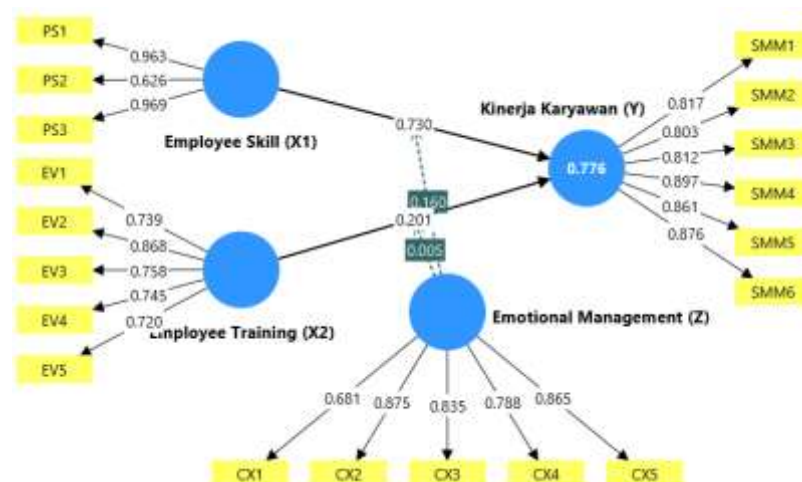 PS1
0.963
PS2
0.626
PS3
0.969
Employee Skill (X1)
EV1
0.739
EV2
0.868
EV3
0.758
EV4
0.745
EV5
0.720
Employee Training (X2)
0.730
0.160
0.201
0.005
Kinerja Karyawan (Y)
0.776
SMM1
0.817
SMM2
0.803
SMM3
0.812
SMM4
0.897
SMM5
0.861
SMM6
0.876
Emotional Management (Z)
0.681
0.875
0.835
0.788
0.865
CX1
CX2
CX3
CX4
CX5